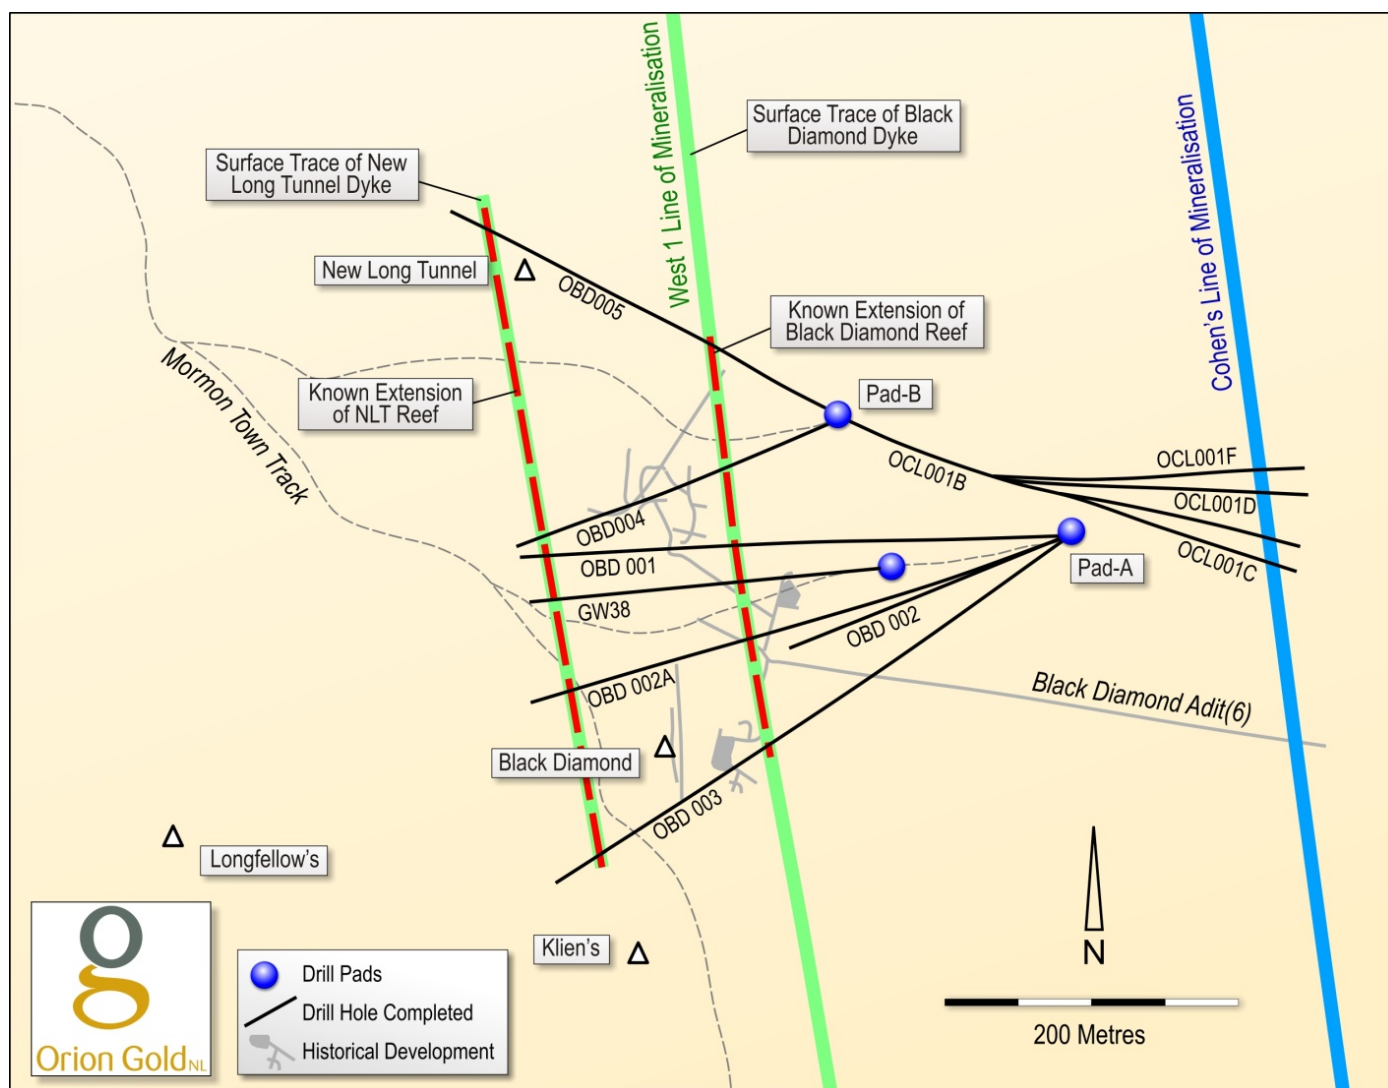 West 1 Line of Mineralisation
Surface Trace of Black
Diamond Dyke
Cohen's Line of Mineralisation
Surface Trace of New
Long Tunnel Dyke
New Long Tunnel
OBD005
Known Extension of
Black Diamond Reef
Mormon Town Track
Known Extension
of NLT Reef
Pad-B
OCL001B
OCL001F
OCL001D
OCL001C
OBD004
OBD 001
Pad-A
GW38
OBD 002
OBD 002A
Black Diamond Adit(6)
Black Diamond
OBD 003
Longfellow's
Klien's
N
200 Metres
Drill Pads
Drill Hole Completed
Historical Development
og
Orion Gold NL